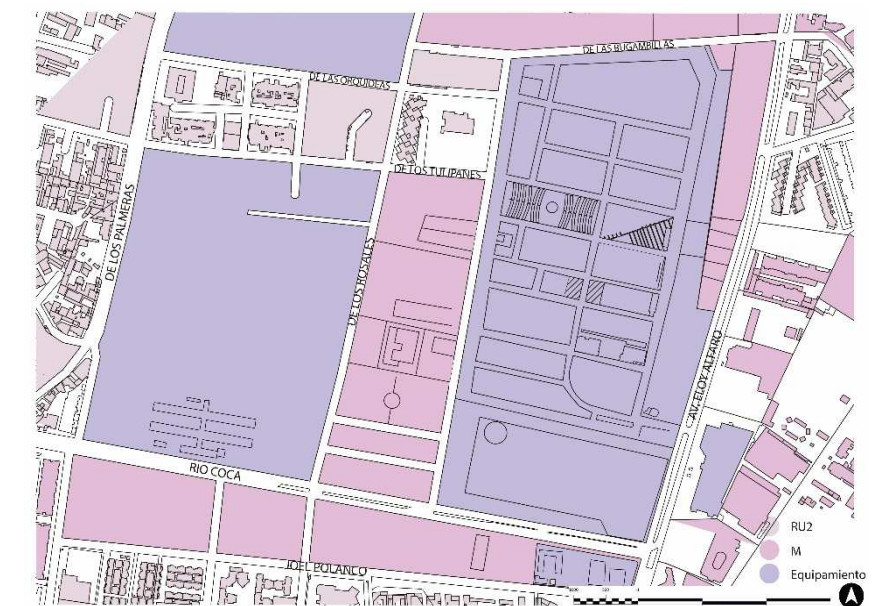 DE LAS BUGAMBILLAS
DE LAS ORQUIDEAS
DE LOS TULIPANES
DE LOS PALMERAS
DE LOS ROSALES
AV. ELOY ALFARO
RIO COCA
JOEL POLANCO
RU2
M
Equipamiento